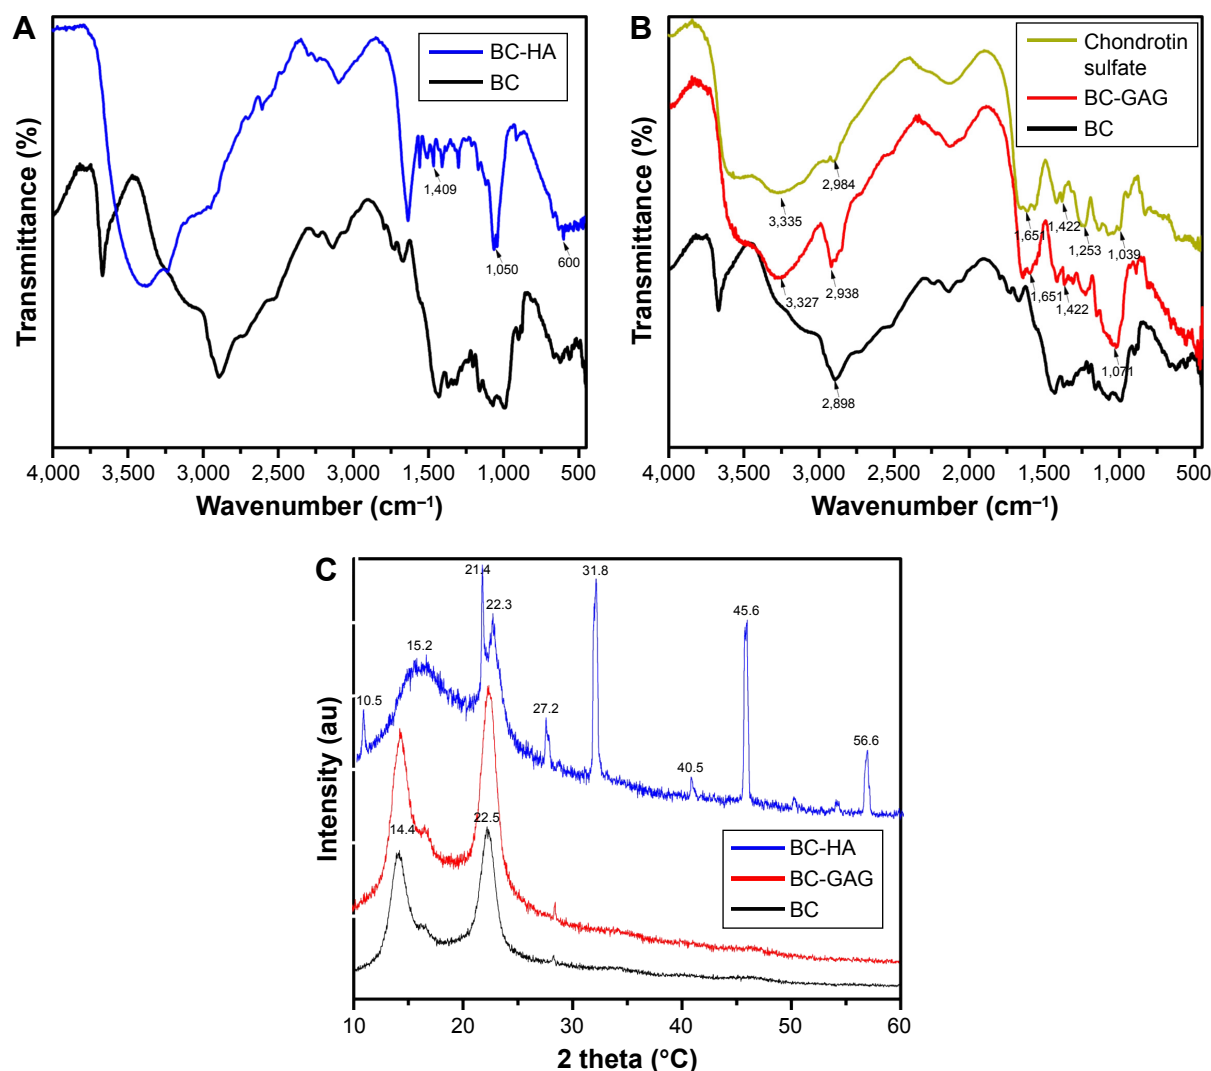 A
BC-HA
BC
Transmittance (%)
1,409
1,050
600
4,000 3,500 3,000 2,500 3,000 1,500 1,000 500
Wavenumber (cm⁻¹)
B
Chondrotin
sulfate
BC-GAG
BC
Transmittance (%)
2,984
3,335
1,651
1,422
1,253
1,039
3,327
2,938
1,651
1,422
1,071
2,898
4,000 3,500 3,000 2,500 2,000 1,500 1,000 500
Wavenumber (cm⁻¹)
C
21.4
31.8
22.3
45.6
15.2
10.5
27.2
40.5
56.6
14.4
22.5
Intensity (au)
BC-HA
BC-GAG
BC
10 20 30 40 50 60
2 theta (°C)